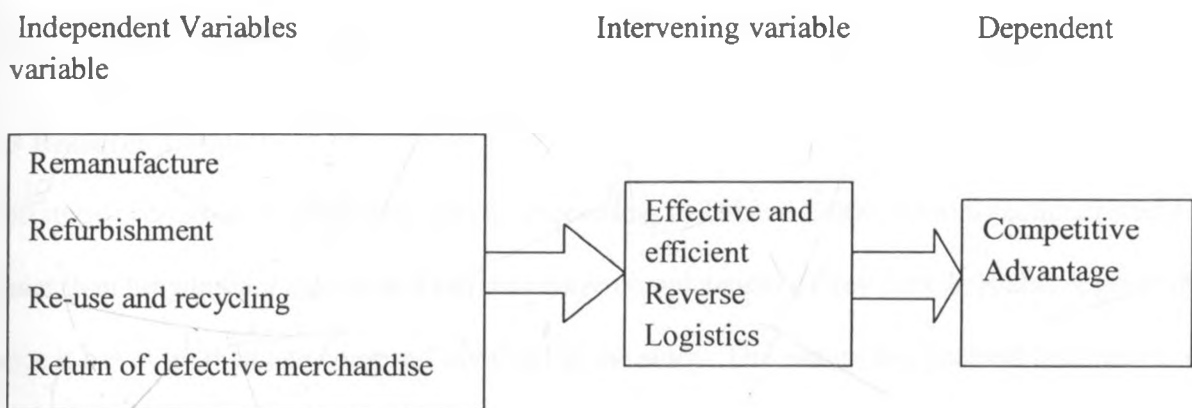 Independent Variables Intervening variable Dependent
variable
Remanufacture
Refurbishment
Re-use and recycling
Return of defective merchandise
Effective and
efficient
Reverse
Logistics
Competitive
Advantage